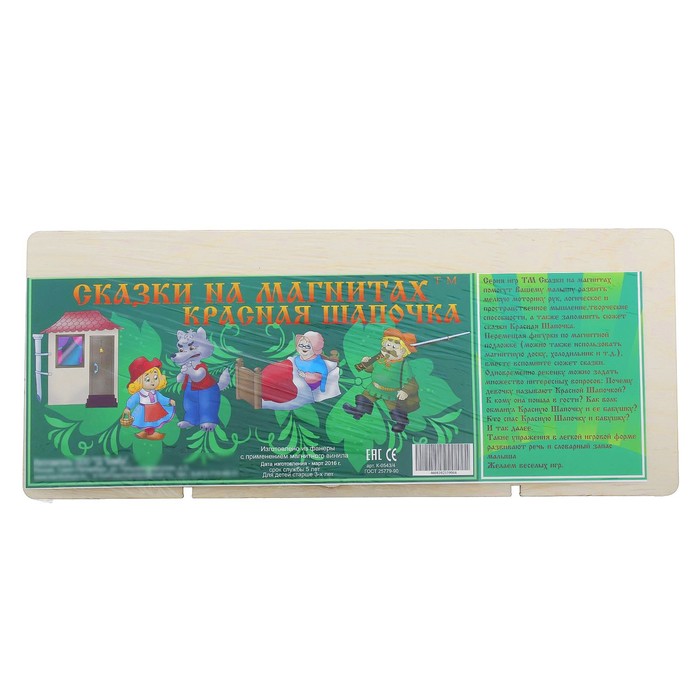 Сказки на магнитах ТМ
Красная Шапочка
Изготовлено из фанеры
с применением магнитного винила
Дата изготовления - март 2016 г.
срок службы 5 лет
Для детей старше 3-х лет
EAC CE
арт. К-0543/4
ГОСТ 25779-90
Серия игр ТМ Сказки на магнитах
помогут Вашему малышу развить
мелкую моторику рук, логическое и
пространственное мышление, творческие
способности, а также запомнить сюжет
сказки Красная Шапочка.
Перемещая фигурки по магнитной
подложке (можно также использовать
магнитную доску, холодильник и т.д.),
вместе вспомните сюжет сказки.
Одновременно ребенку можно задать
множество интересных вопросов: Почему
девочку называют Красной Шапочкой?
К кому она пошла в гости? Как волк
обманул Красную Шапочку и ее бабушку?
Кто спас Красную Шапочку и бабушку?
И так далее.
Такие упражнения в легкой игровой форме
развивают речь и словарный запас
малыша
Желаем веселых игр.